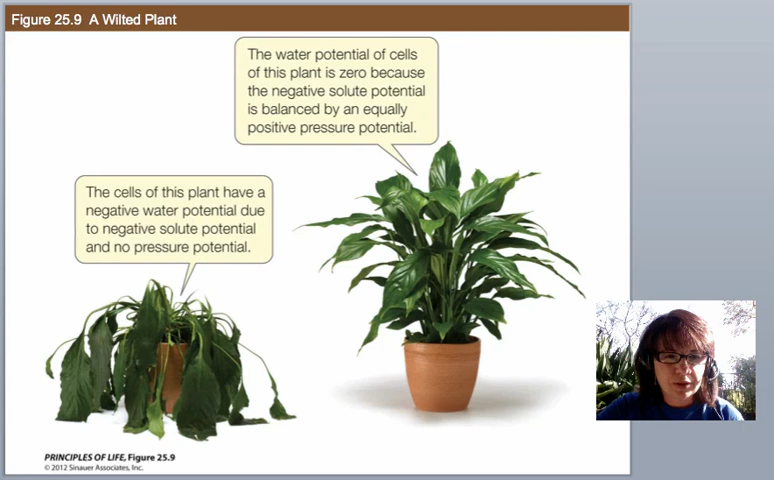 Figure 25.9 A Wilted Plant
The water potential of cells
of this plant is zero because
the negative solute potential
is balanced by an equally
positive pressure potential.
The cells of this plant have a
negative water potential due
to negative solute potential
and no pressure potential.
PRINCIPLES OF LIFE, Figure 25.9
© 2012 Sinauer Associates, Inc.